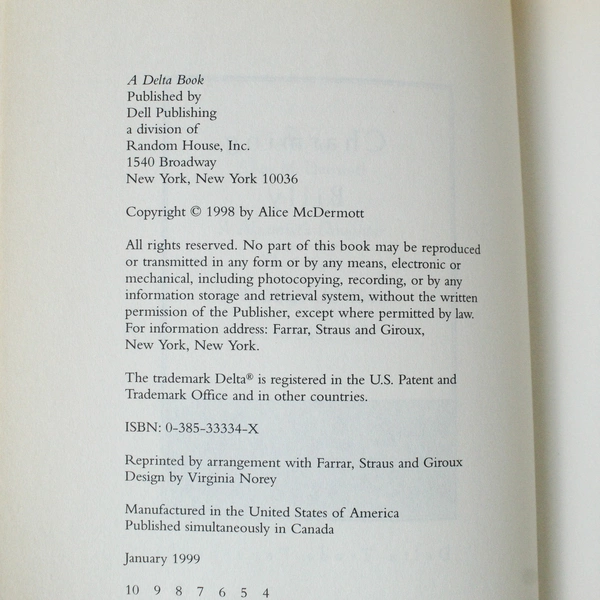 A Delta Book
Published by
Dell Publishing
a division of
Random House, Inc.
1540 Broadway
New York, New York 10036
Copyright © 1998 by Alice McDermott
All rights reserved. No part of this book may be reproduced
or transmitted in any form or by any means, electronic or
mechanical, including photocopying, recording, or by any
information storage and retrieval system, without the written
permission of the Publisher, except where permitted by law.
For information address: Farrar, Straus and Giroux,
New York, New York.
The trademark Delta® is registered in the U.S. Patent and
Trademark Office and in other countries.
ISBN: 0-385-33334-X
Reprinted by arrangement with Farrar, Straus and Giroux
Design by Virginia Norey
Manufactured in the United States of America
Published simultaneously in Canada
January 1999
10 9 8 7 6 5 4